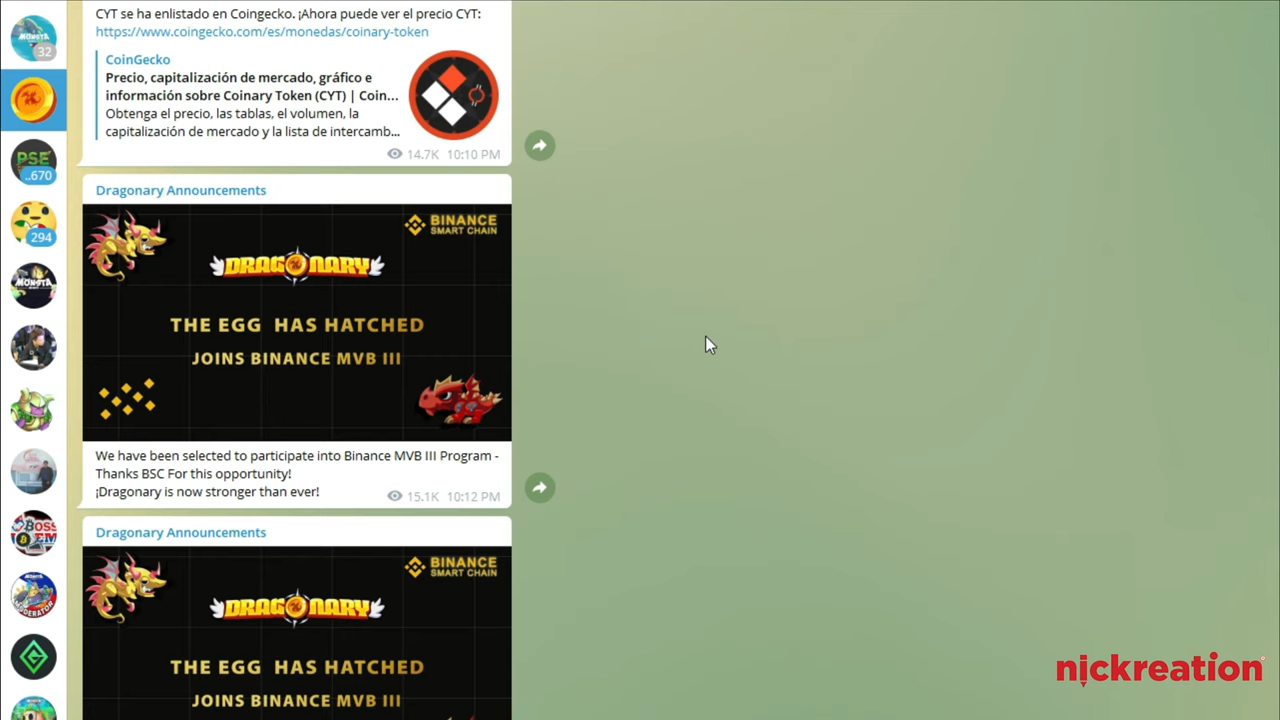 CYT se ha enlistado en Coingecko. ¡Ahora puede ver el precio CYT:
https://www.coingecko.com/es/monedas/coinary-token
CoinGecko
Precio, capitalización de mercado, gráfico e
información sobre Coinary Token (CYT) | Coin...
Obtenga el precio, las tablas, el volumen, la
capitalización de mercado y la lista de intercamb...
14.7K 10:10 PM
Dragonary Announcements
BINANCE
SMART CHAIN
DRAGONARY
THE EGG HAS HATCHED
JOINS BINANCE MVB III
We have been selected to participate into Binance MVB III Program -
Thanks BSC For this opportunity!
¡Dragonary is now stronger than ever!
15.1K 10:12 PM
Dragonary Announcements
BINANCE
SMART CHAIN
DRAGONARY
THE EGG HAS HATCHED
JOINS BINANCE MVB III
32
PSE
..670
294
MONSTA
BOSS
MODERATOR
nickreation